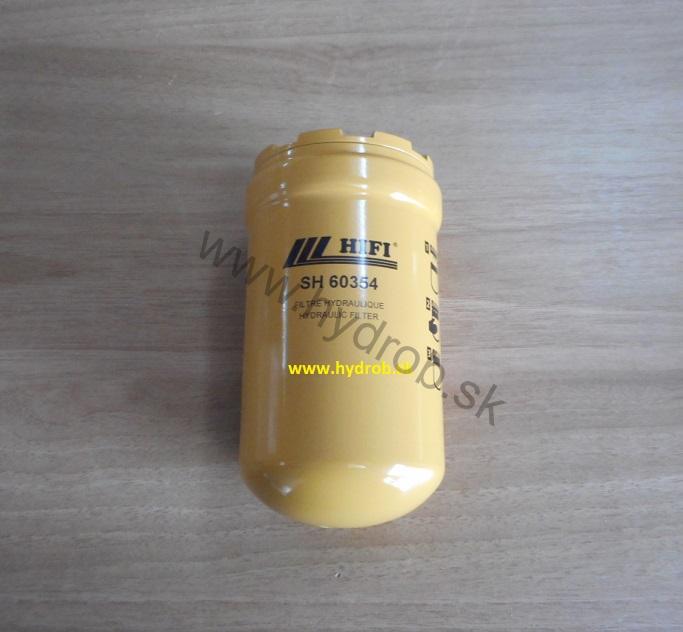 HIFI®
SH 60354
FILTRE HYDRAULIQUE
HYDRAULIC FILTER
www.hydrob.sk
www.hydrob.sk